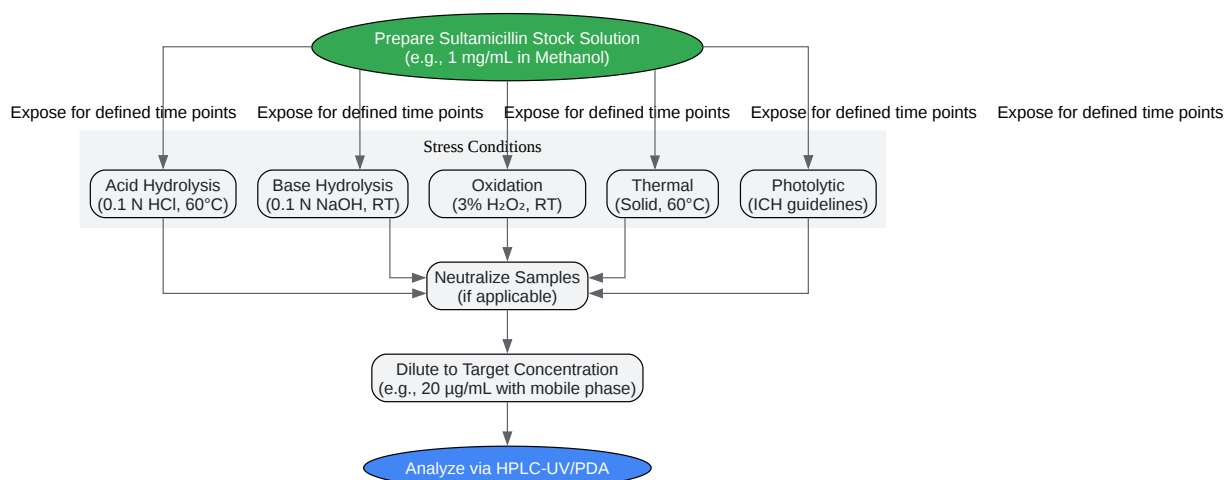 Prepare Sultamicillin Stock Solution
(e.g., 1 mg/mL in Methanol)
Expose for defined time points
Expose for defined time points
Expose for defined time points
Expose for defined time points
Expose for defined time points
Stress Conditions
Acid Hydrolysis
(0.1 N HCl, 60°C)
Base Hydrolysis
(0.1 N NaOH, RT)
Oxidation
(3% H₂O₂, RT)
Thermal
(Solid, 60°C)
Photolytic
(ICH guidelines)
Neutralize Samples
(if applicable)
Dilute to Target Concentration
(e.g., 20 µg/mL with mobile phase)
Analyze via HPLC-UV/PDA